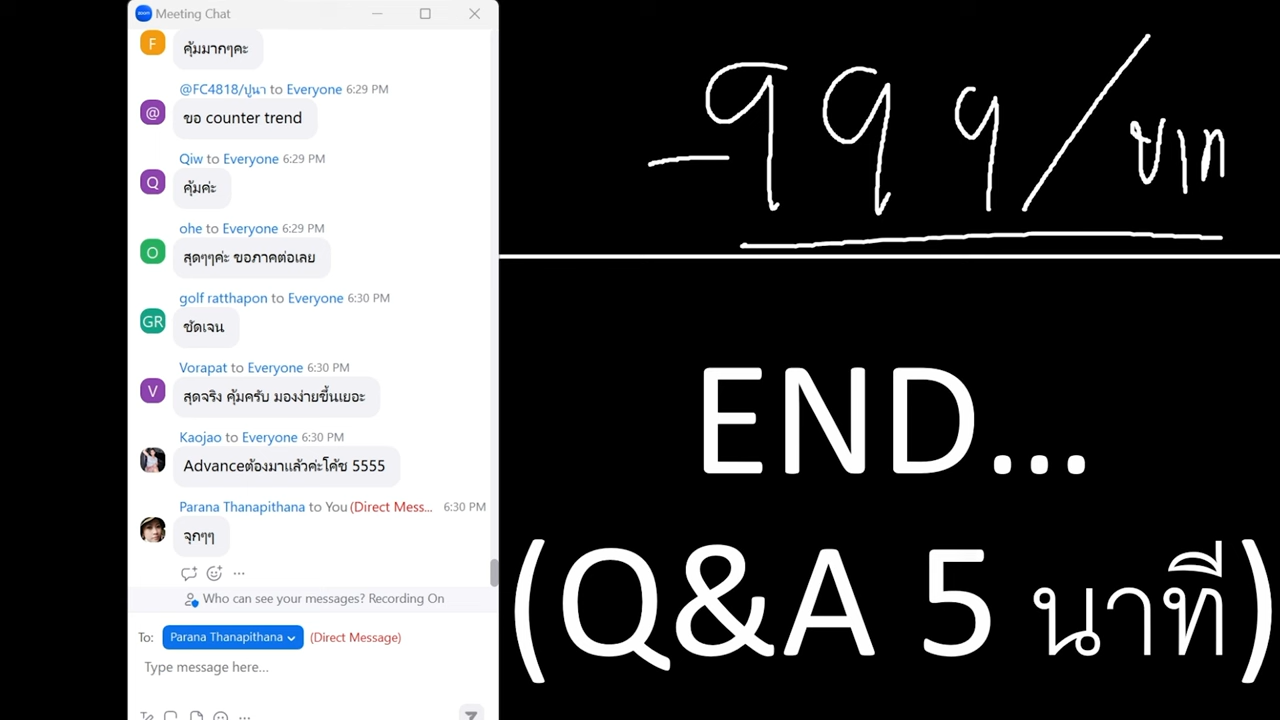 Meeting Chat
F
คุ้มมากๆคะ
@FC4818/ปูนา to Everyone 6:29 PM
@
ขอ counter trend
Qiw to Everyone 6:29 PM
Q
คุ้มค่ะ
ohe to Everyone 6:29 PM
O
สุดๆๆค่ะ ขอภาคต่อเลย
golf ratthapon to Everyone 6:30 PM
GR
ชัดเจน
Vorapat to Everyone 6:30 PM
V
สุดจริง คุ้มครับ มองง่ายขึ้นเยอะ
Kaojao to Everyone 6:30 PM
Advanceต้องมาแล้วค่ะโค้ช 5555
Parana Thanapithana to You (Direct Mess... 6:30 PM
จุกๆๆ
Who can see your messages? Recording On
To: Parana Thanapithana (Direct Message)
Type message here...
999/บาท
END...
(Q&A 5 นาที)